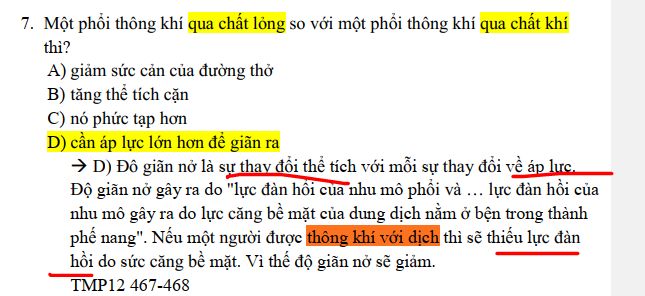 7. Một phổi thông khí qua chất lỏng so với một phổi thông khí qua chất khí
thì?
A) giảm sức cản của đường thở
B) tăng thể tích cặn
C) nó phức tạp hơn
D) cần áp lực lớn hơn để giãn ra
→ D) Đô giãn nở là sự thay đổi thể tích với mỗi sự thay đổi về áp lực.
Độ giãn nở gây ra do "lực đàn hồi của nhu mô phổi và … lực đàn hồi của
nhu mô gây ra do lực căng bề mặt của dung dịch nằm ở bện trong thành
phế nang". Nếu một người được thông khí với dịch thì sẽ thiếu lực đàn
hồi do sức căng bề mặt. Vì thế độ giãn nở sẽ giảm.
TMP12 467-468